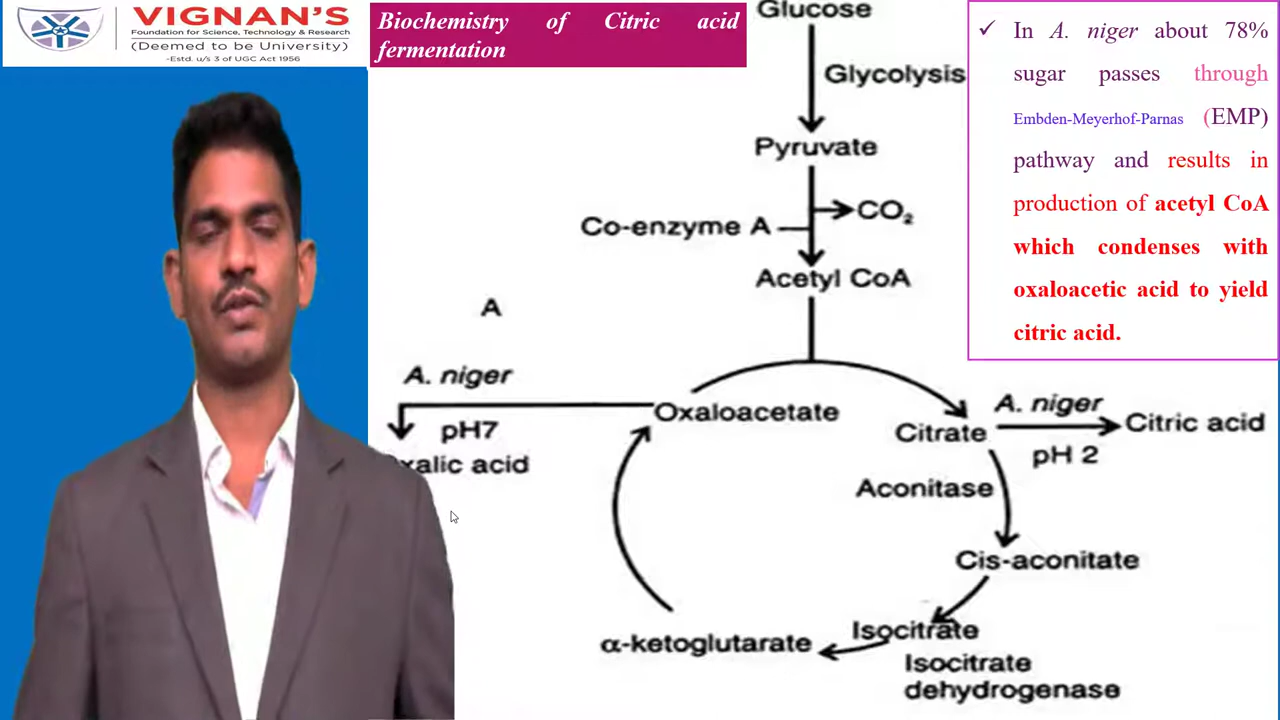 VIGNAN'S
Foundation for Science, Technology & Research
(Deemed to be University)
-Estd. u/s 3 of UGC Act 1956
Biochemistry of Citric acid
fermentation
Glucose
Glycolysis
Pyruvate
CO₂
Co-enzyme A
Acetyl CoA
A
A. niger
pH7
Oxaloacetate
Citrate
A. niger
pH 2
Citric acid
acid
Aconitase
Cis-aconitate
Isocitrate
α-ketoglutarate
Isocitrate
dehydrogenase
✓ In A. niger about 78%
sugar passes through
Embden-Meyerhof-Parnas (EMP)
pathway and results in
production of acetyl CoA
which condenses with
oxaloacetic acid to yield
citric acid.